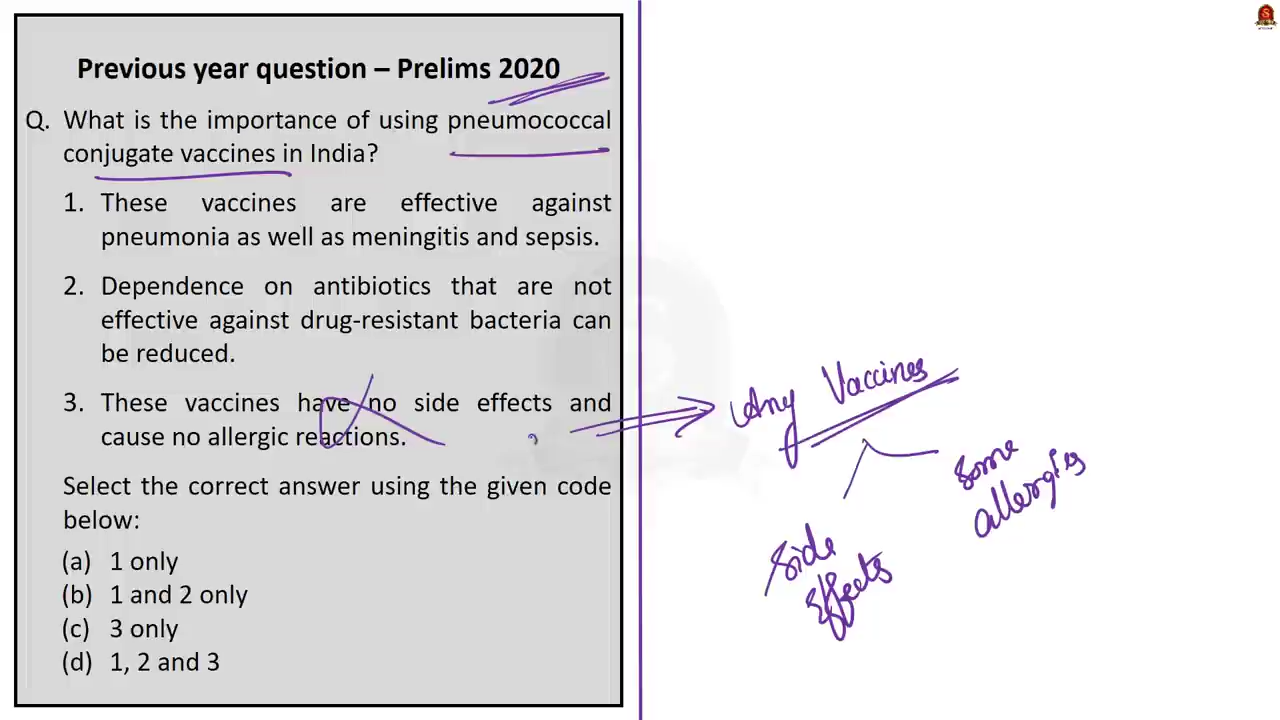 Previous year question – Prelims 2020
Q. What is the importance of using pneumococcal
conjugate vaccines in India?
1. These vaccines are effective against
pneumonia as well as meningitis and sepsis.
2. Dependence on antibiotics that are not
effective against drug-resistant bacteria can
be reduced.
3. These vaccines have no side effects and
cause no allergic reactions.
Select the correct answer using the given code
below:
(a) 1 only
(b) 1 and 2 only
(c) 3 only
(d) 1, 2 and 3
Any Vaccines
Side
Effects
Some
allergies